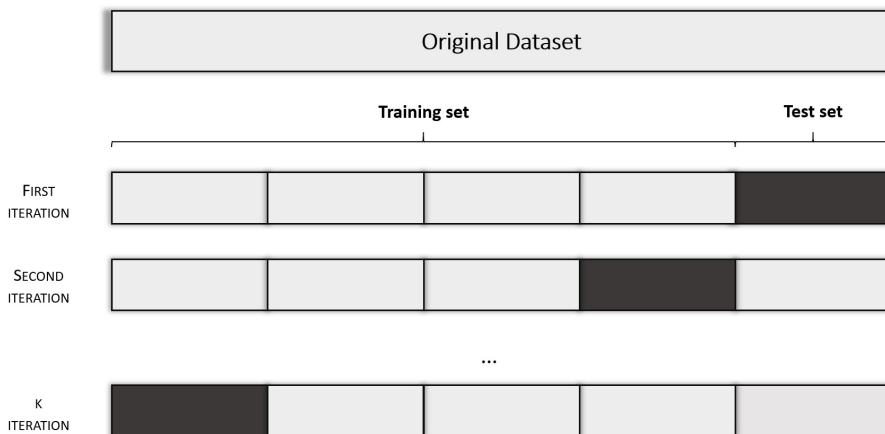 Original Dataset
Training set
Test set
FIRST
ITERATION
SECOND
ITERATION
...
K
ITERATION